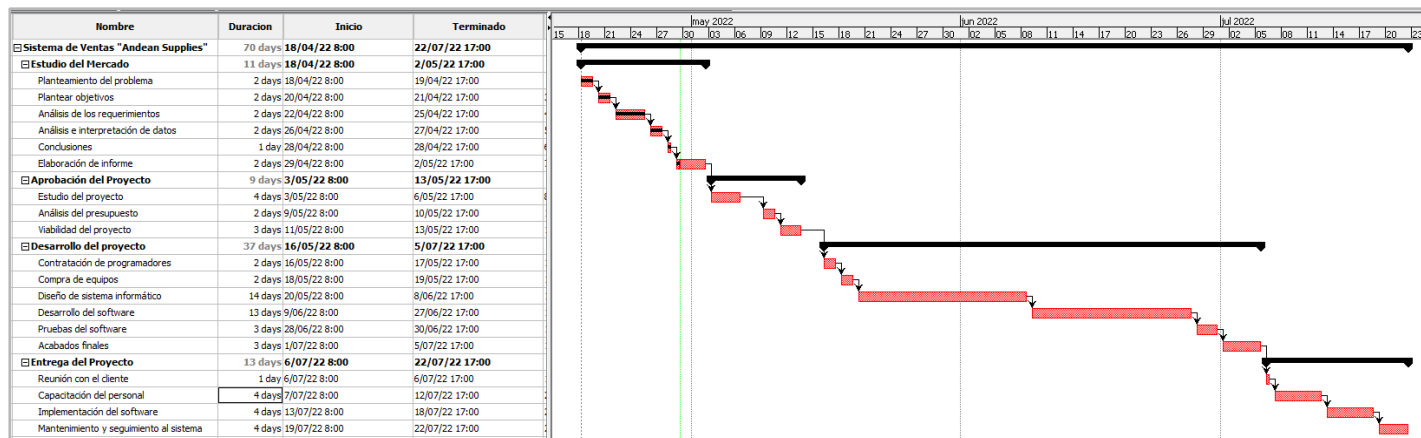 Nombre Duracion Inicio Terminado
may 2022 jun 2022 jul 2022
15 18 21 24 27 30 03 06 09 12 15 18 21 24 27 30 02 05 08 11 14 17 20 23 26 29 02 05 08 11 14 17 20 23
Sistema de Ventas "Andean Supplies" 70 days 18/04/22 8:00 22/07/22 17:00
Estudio del Mercado 11 days 18/04/22 8:00 2/05/22 17:00
Planteamiento del problema 2 days 18/04/22 8:00 19/04/22 17:00
Plantear objetivos 2 days 20/04/22 8:00 21/04/22 17:00
Análisis de los requerimientos 2 days 22/04/22 8:00 25/04/22 17:00
Análisis e interpretación de datos 2 days 26/04/22 8:00 27/04/22 17:00
Conclusiones 1 day 28/04/22 8:00 28/04/22 17:00
Elaboración de informe 2 days 29/04/22 8:00 2/05/22 17:00
Aprobación del Proyecto 9 days 3/05/22 8:00 13/05/22 17:00
Estudio del proyecto 4 days 3/05/22 8:00 6/05/22 17:00
Análisis del presupuesto 2 days 9/05/22 8:00 10/05/22 17:00
Viabilidad del proyecto 3 days 11/05/22 8:00 13/05/22 17:00
Desarrollo del proyecto 37 days 16/05/22 8:00 5/07/22 17:00
Contratación de programadores 2 days 16/05/22 8:00 17/05/22 17:00
Compra de equipos 2 days 18/05/22 8:00 19/05/22 17:00
Diseño de sistema informático 14 days 20/05/22 8:00 8/06/22 17:00
Desarrollo del software 13 days 9/06/22 8:00 27/06/22 17:00
Pruebas del software 3 days 28/06/22 8:00 30/06/22 17:00
Acabados finales 3 days 1/07/22 8:00 5/07/22 17:00
Entrega del Proyecto 13 days 6/07/22 8:00 22/07/22 17:00
Reunión con el cliente 1 day 6/07/22 8:00 6/07/22 17:00
Capacitación del personal 4 days 7/07/22 8:00 12/07/22 17:00
Implementación del software 4 days 13/07/22 8:00 18/07/22 17:00
Mantenimiento y seguimiento al sistema 4 days 19/07/22 8:00 22/07/22 17:00